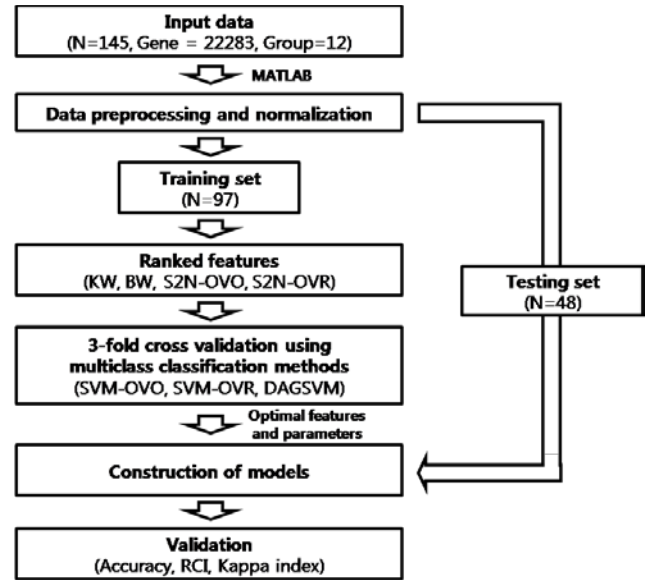 Input data
(N=145, Gene = 22283, Group=12)
MATLAB
Data preprocessing and normalization
Training set
(N=97)
Ranked features
(KW, BW, S2N-OVO, S2N-OVR)
Testing set
(N=48)
3-fold cross validation using
multiclass classification methods
(SVM-OVO, SVM-OVR, DAGSVM)
Optimal features
and parameters
Construction of models
Validation
(Accuracy, RCI, Kappa index)